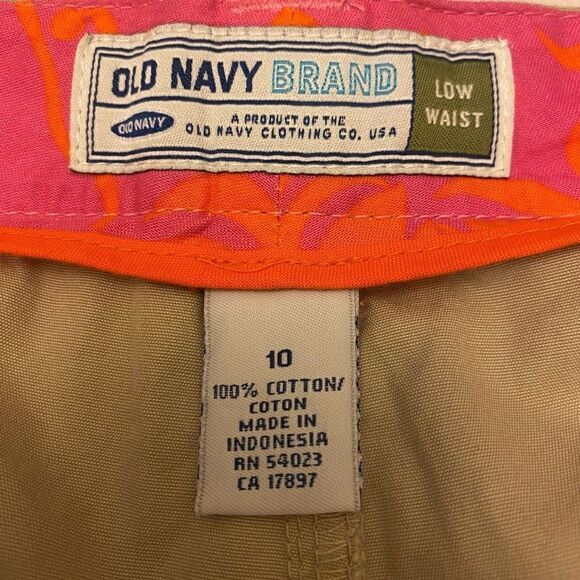 OLD NAVY BRAND
OLD NAVY
A PRODUCT OF THE
OLD NAVY CLOTHING CO. USA
LOW
WAIST
10
100% COTTON/
COTON
MADE IN
INDONESIA
RN 54023
CA 17897